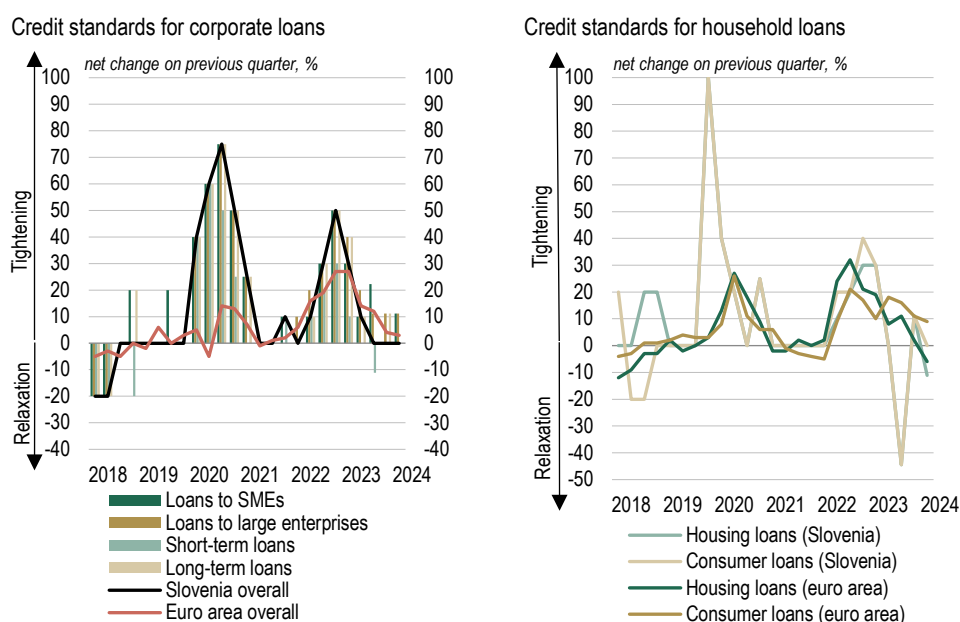 Credit standards for corporate loans
net change on previous quarter, %
100 100
90 90
80 80
70 70
60 60
50 50
40 40
30 30
20 20
10 10
0 0
-10 -10
-20 -20
-30 -30
-40 -40
Tightening
Relaxation
2018 2019 2020 2021 2022 2023 2024
Loans to SMEs
Loans to large enterprises
Short-term loans
Long-term loans
Slovenia overall
Euro area overall
Credit standards for household loans
net change on previous quarter, %
100
90
80
70
60
50
40
30
20
10
0
-10
-20
-30
-40
-50
Tightening
Relaxation
2018 2019 2020 2021 2022 2023 2024
Housing loans (Slovenia)
Consumer loans (Slovenia)
Housing loans (euro area)
Consumer loans (euro area)